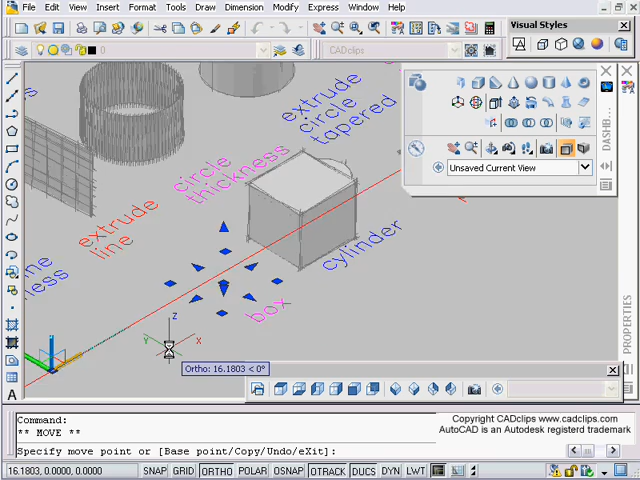 File Edit View Insert Format Tools Draw Dimension Modify Express Window Help
Visual Styles
0
CADclips
extrude
circle
tapered
circle
thickness
extrude
line
cylinder
box
Unsaved Current View
DASHB...
PROPERTIES
Z
Y
X
Ortho: 16.1803 < 0°
Command:
** MOVE **
Specify move point or [Base point/Copy/Undo/eXit]:
Copyright CADclips www.cadclips.com
AutoCAD is an Autodesk registerd trademark
16.1803, 0.0000, 0.0000
SNAP GRID ORTHO POLAR OSNAP OTRACK DUCS DYN LWT